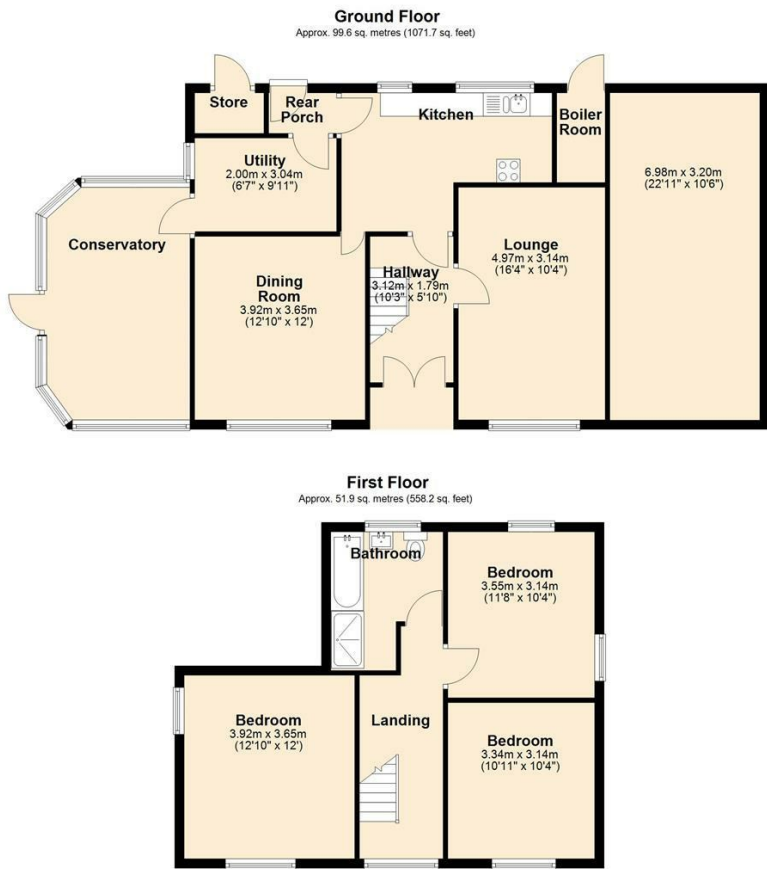 Ground Floor
Approx. 99.6 sq. metres (1071.7 sq. feet)
Store
Rear
Porch
Kitchen
Boiler
Room
Utility
2.00m x 3.04m
(6'7" x 9'11")
6.98m x 3.20m
(22'11" x 10'6")
Conservatory
Dining
Room
3.92m x 3.65m
(12'10" x 12')
Hallway
3.12m x 1.79m
(10'3" x 5'10")
Lounge
4.97m x 3.14m
(16'4" x 10'4")
First Floor
Approx. 51.9 sq. metres (558.2 sq. feet)
Bathroom
Bedroom
3.55m x 3.14m
(11'8" x 10'4")
Bedroom
3.92m x 3.65m
(12'10" x 12')
Landing
Bedroom
3.34m x 3.14m
(10'11" x 10'4")